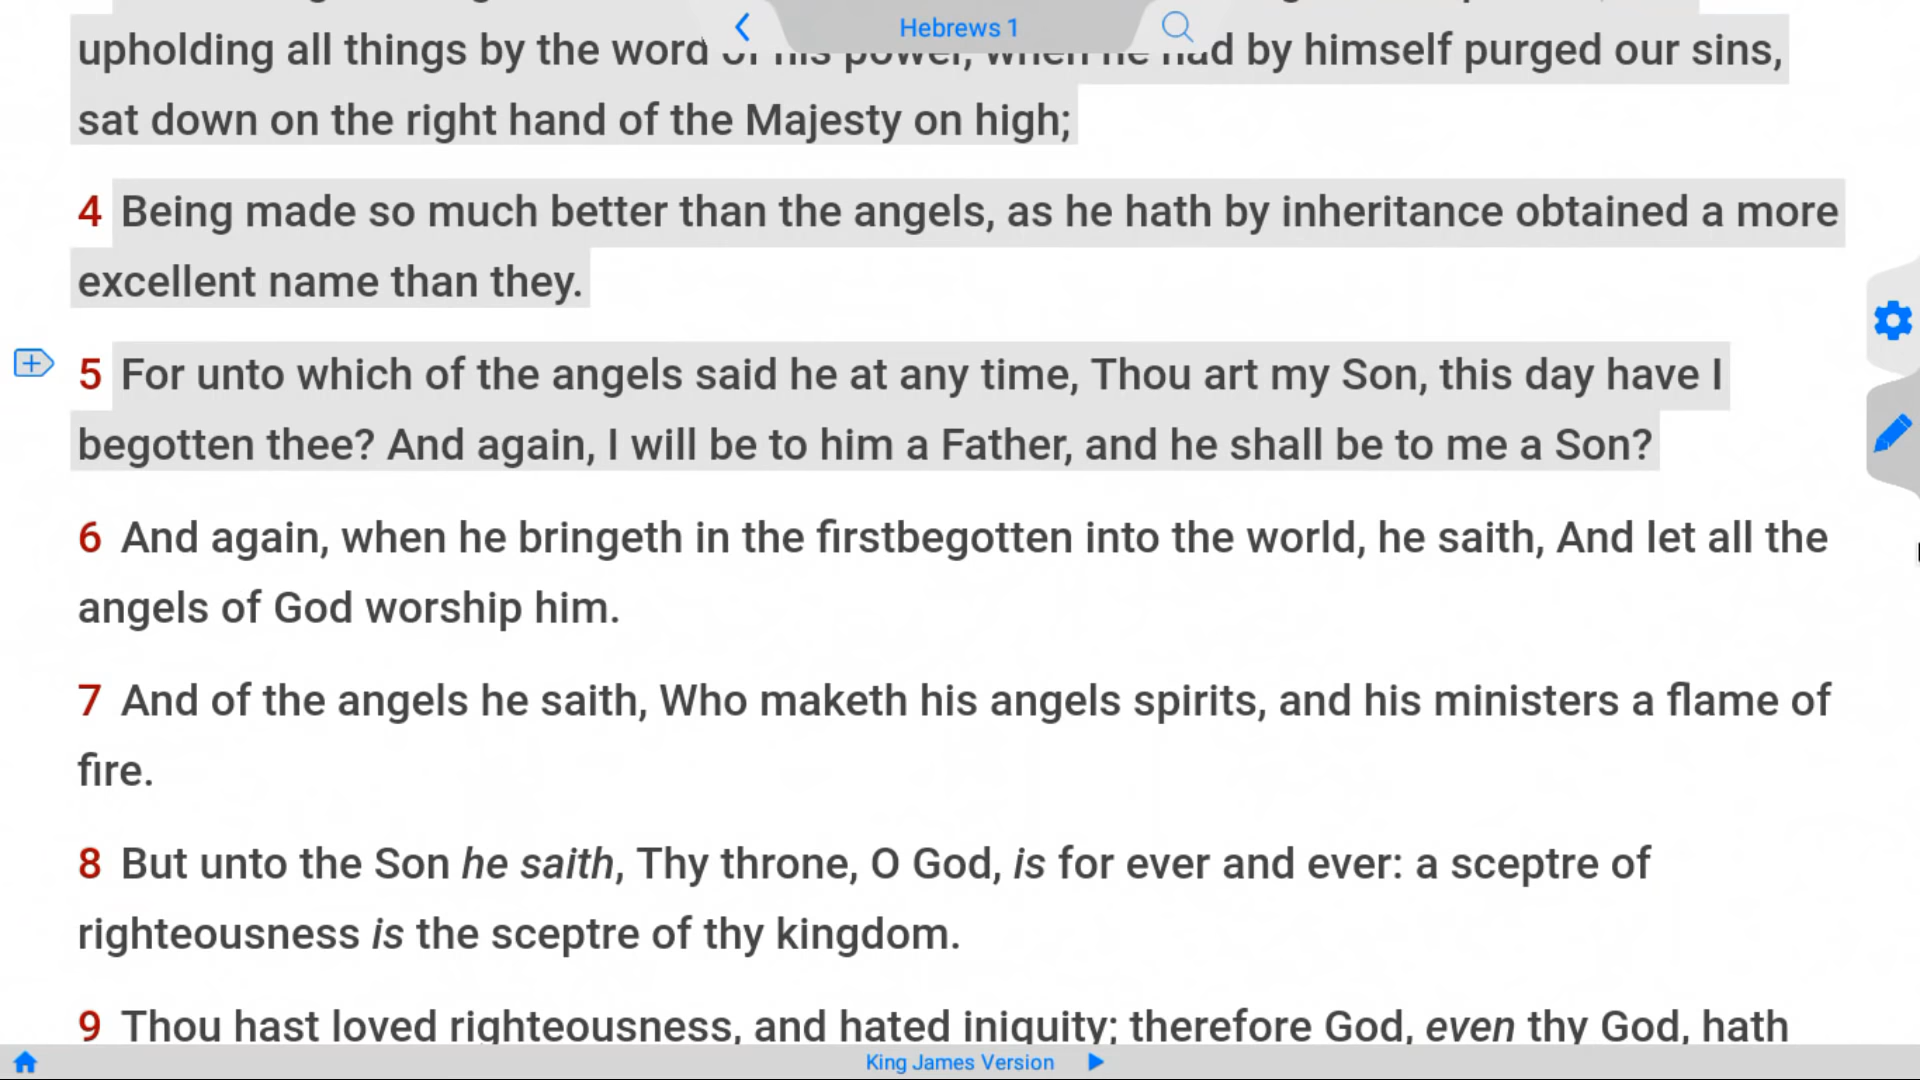 Hebrews 1
upholding all things by the word of his power, when he had by himself purged our sins,
sat down on the right hand of the Majesty on high;
4 Being made so much better than the angels, as he hath by inheritance obtained a more
excellent name than they.
5 For unto which of the angels said he at any time, Thou art my Son, this day have I
begotten thee? And again, I will be to him a Father, and he shall be to me a Son?
6 And again, when he bringeth in the firstbegotten into the world, he saith, And let all the
angels of God worship him.
7 And of the angels he saith, Who maketh his angels spirits, and his ministers a flame of
fire.
8 But unto the Son he saith, Thy throne, O God, is for ever and ever: a sceptre of
righteousness is the sceptre of thy kingdom.
9 Thou hast loved righteousness, and hated iniquity; therefore God, even thy God, hath
King James Version